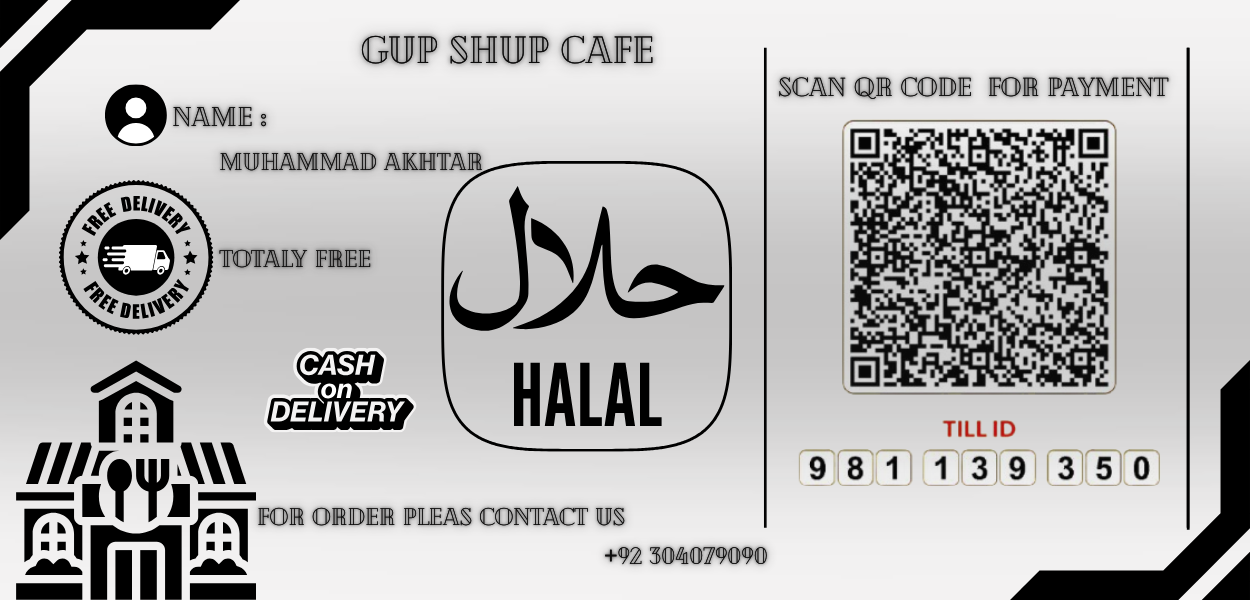 GUP SHUP CAFE
NAME :
MUHAMMAD AKHTAR
FREE DELIVERY
FREE DELIVERY
TOTALY FREE
CASH
on
DELIVERY
حلال
HALAL
FOR ORDER PLEAS CONTACT US
+92 304079090
SCAN QR CODE FOR PAYMENT
TILL ID
981 139 350